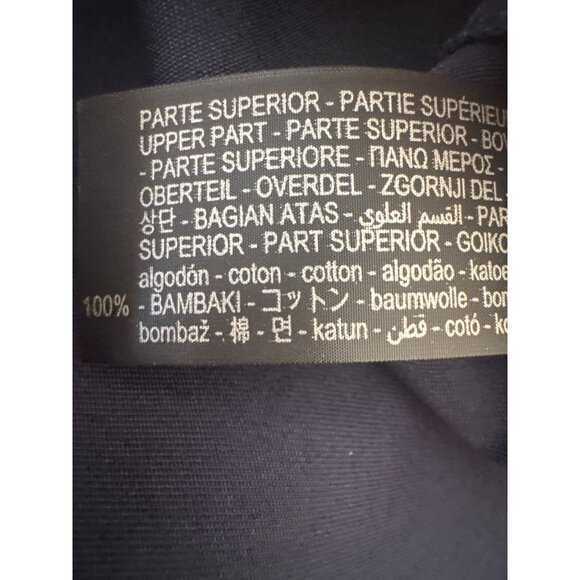 PARTE SUPERIOR - PARTIE SUPÉRIEU
UPPER PART - PARTE SUPERIOR - BOV
- PARTE SUPERIORE - ΠΑΝΩ ΜΕΡΟΣ -
OBERTEIL - OVERDEL - ZGORNJI DEL -
상단 - BAGIAN ATAS - القسم العلوي - PAR
SUPERIOR - PART SUPERIOR - GOIKO
algodón - coton - cotton - algodão - katoe
100% - BAMBAKI - コットン - baumwolle - bom
bombaž - 棉 - 면 - katun - قطن - cotó - ko